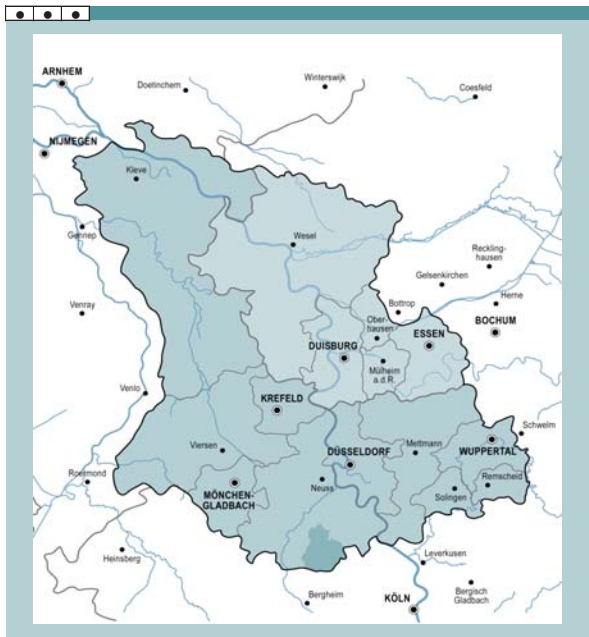 ARNHEM
Doetinchem
Winterswijk
Coesfeld
NIJMEGEN
Kleve
Gennep
Wesel
Reckling-
hausen
Gelsenkirchen
Herne
Bottrop
Venray
Ober-
hausen
BOCHUM
ESSEN
DUISBURG
Mülheim
a.d.R.
Venlo
KREFELD
Schwelm
Viersen
Mettmann
DÜSSELDORF
WUPPERTAL
Roermond
Neuss
Remscheid
MÖNCHEN-
GLADBACH
Solingen
Heinsberg
Leverkusen
Bergheim
KÖLN
Bergisch
Gladbach